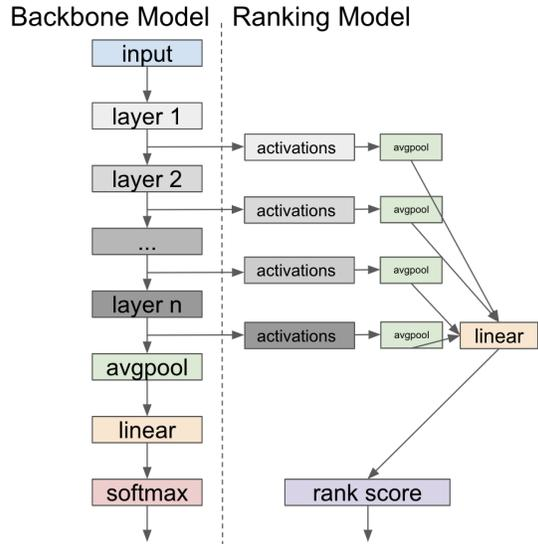 Backbone Model
Ranking Model
input
layer 1
activations
avgpool
layer 2
activations
avgpool
...
activations
avgpool
layer n
activations
avgpool
linear
avgpool
linear
softmax
rank score